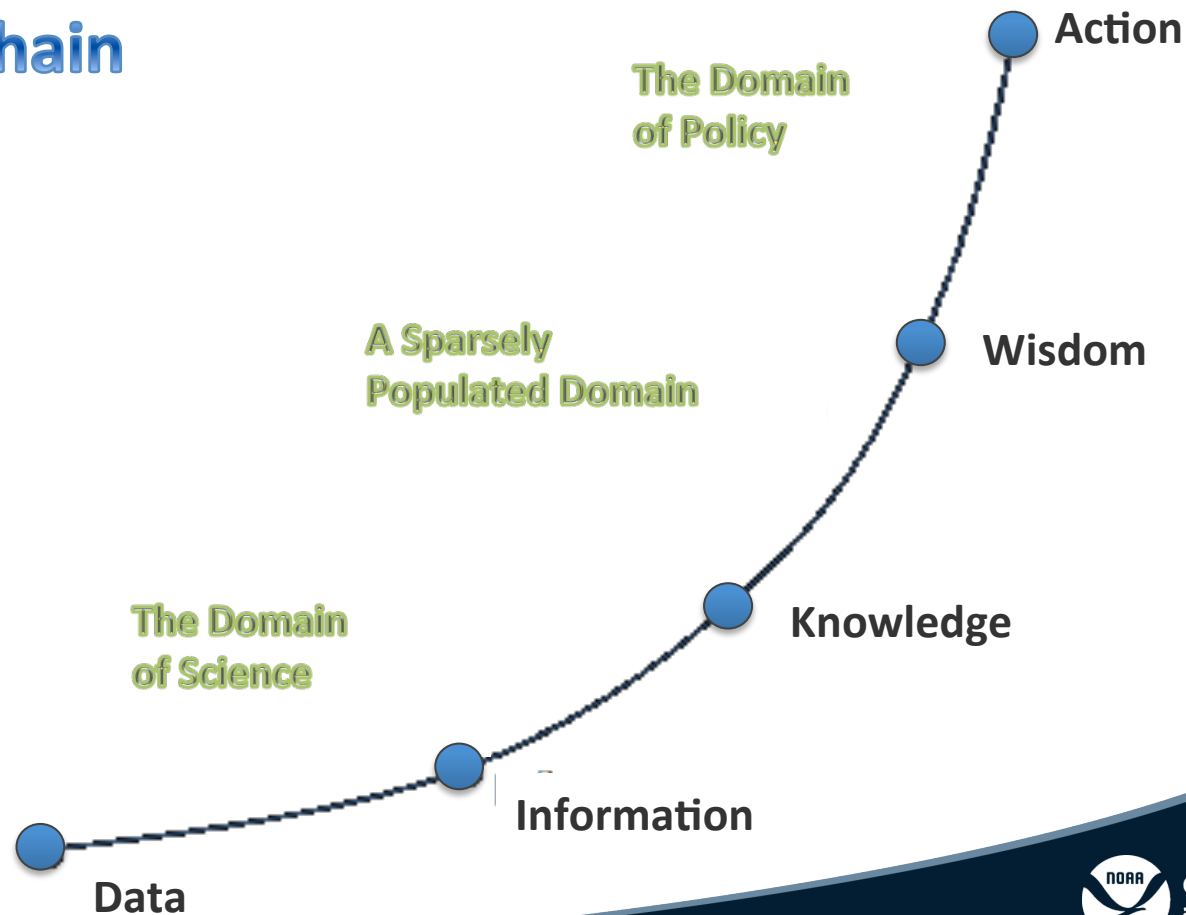 hain
Action
The Domain
of Policy
A Sparsely
Populated Domain
Wisdom
The Domain
of Science
Knowledge
Information
Data
NOAA